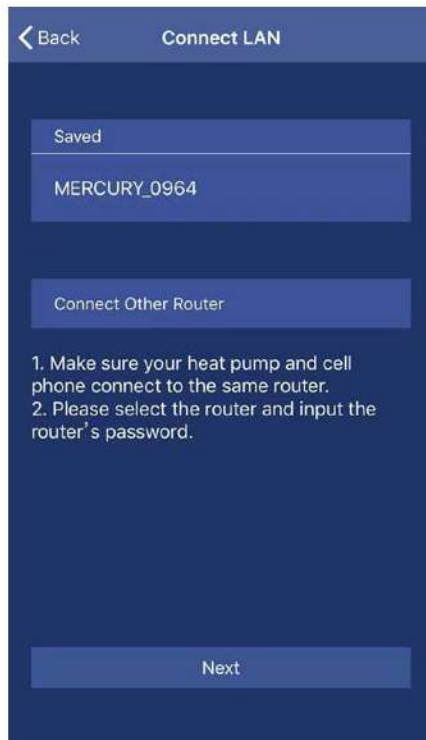 Back
Connect LAN
Saved
MERCURY_0964
Connect Other Router
1. Make sure your heat pump and cell
phone connect to the same router.
2. Please select the router and input the
router's password.
Next